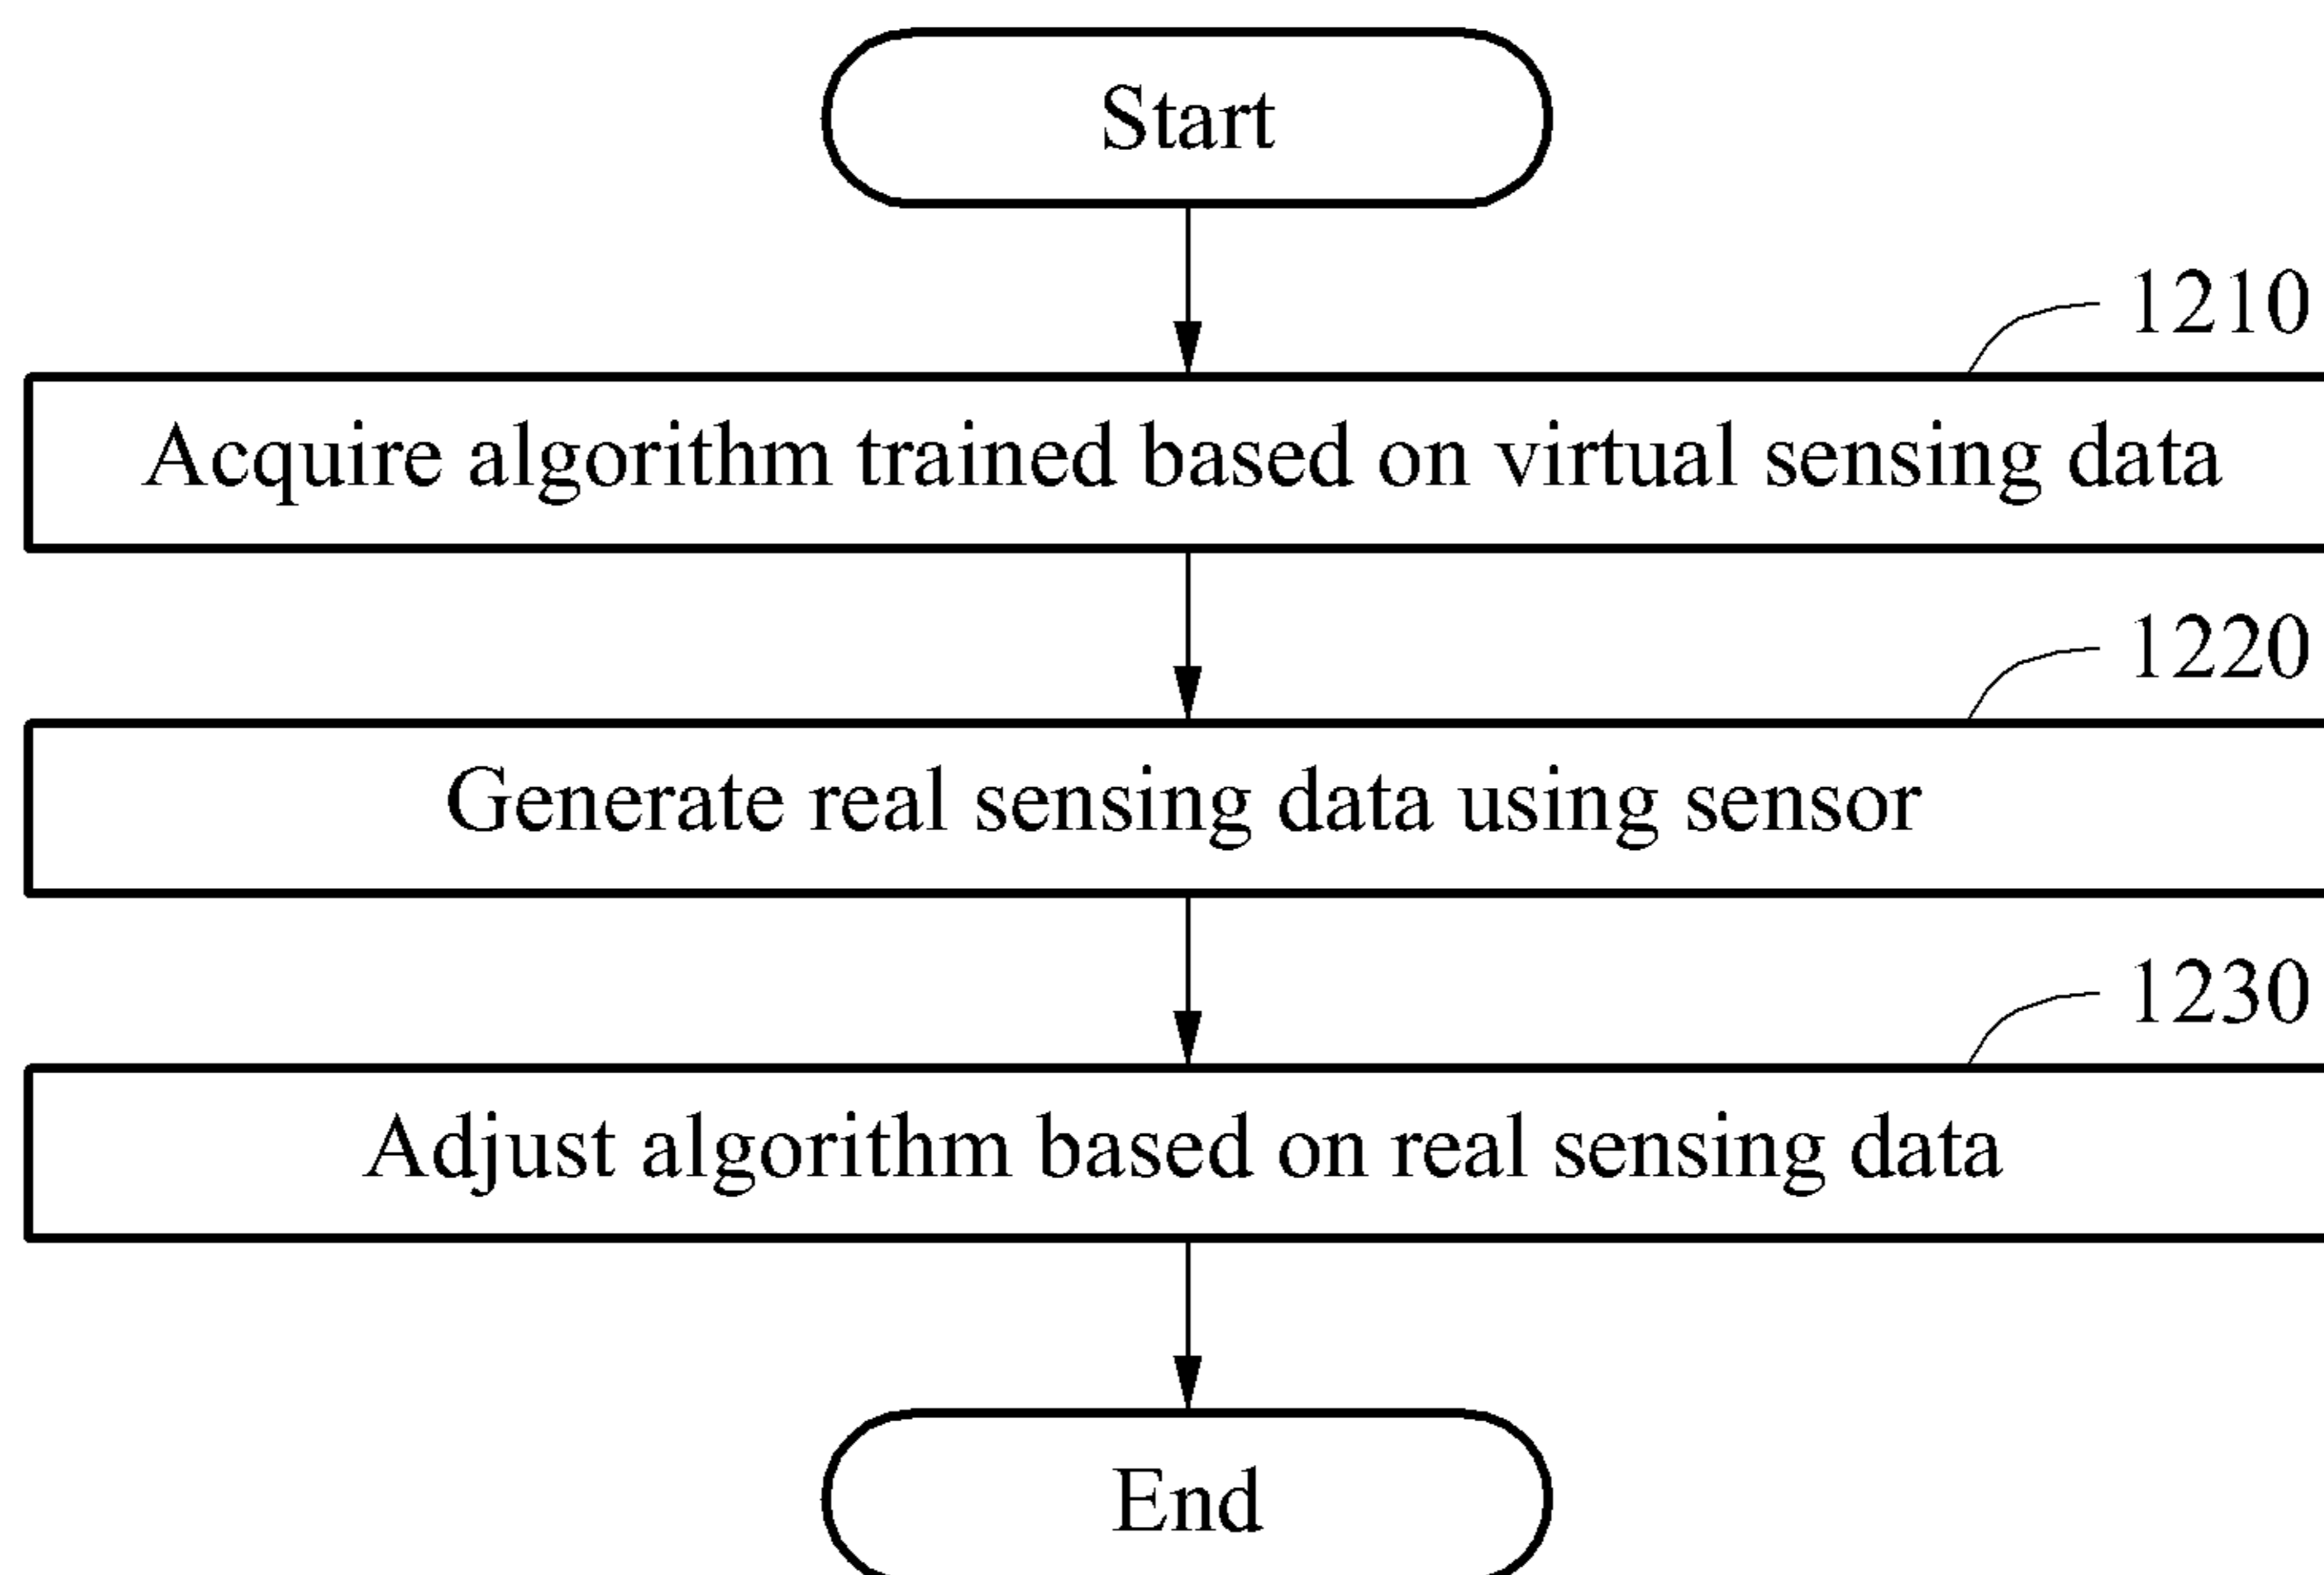 Start
1210
Acquire algorithm trained based on virtual sensing data
1220
Generate real sensing data using sensor
1230
Adjust algorithm based on real sensing data
End